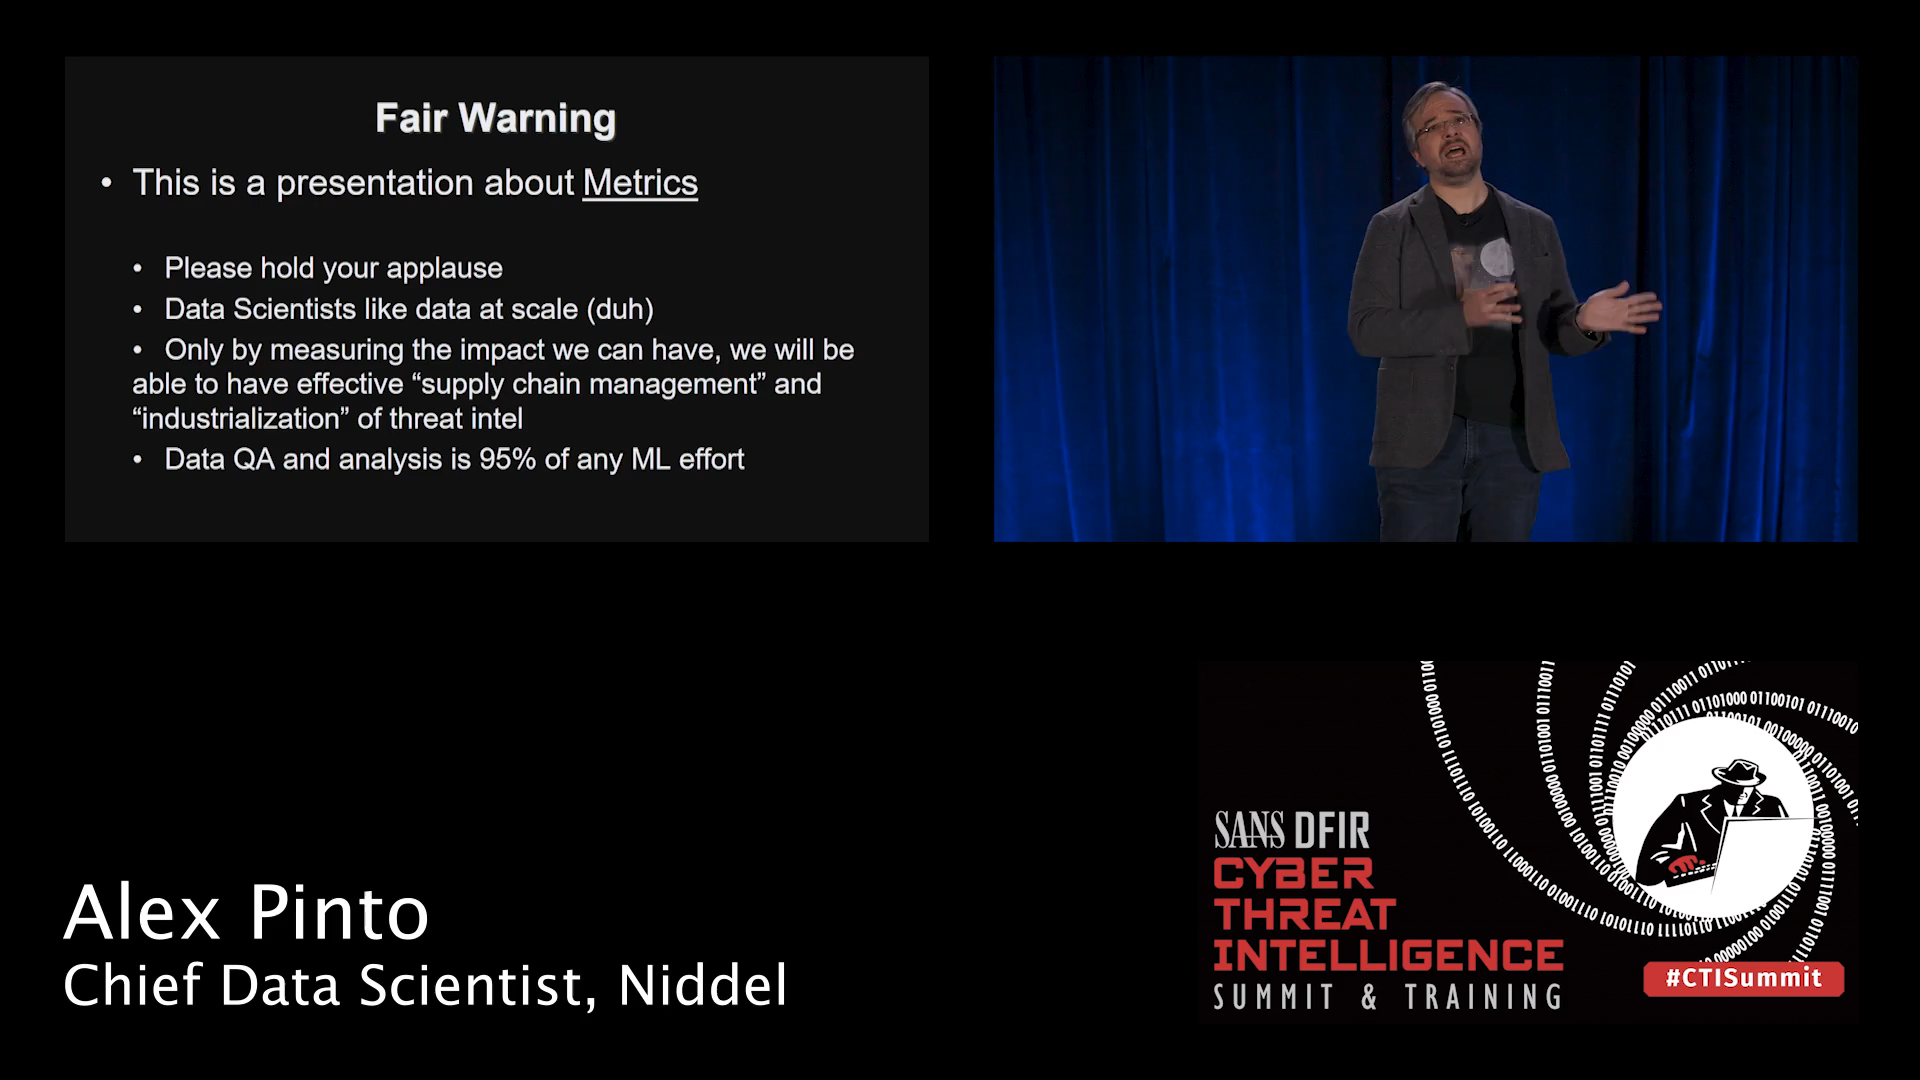 Fair Warning
• This is a presentation about Metrics
• Please hold your applause
• Data Scientists like data at scale (duh)
• Only by measuring the impact we can have, we will be
able to have effective “supply chain management” and
“industrialization” of threat intel
• Data QA and analysis is 95% of any ML effort
Alex Pinto
Chief Data Scientist, Niddel
SANS DFIR
CYBER
THREAT
INTELLIGENCE
SUMMIT & TRAINING
#CTISummit